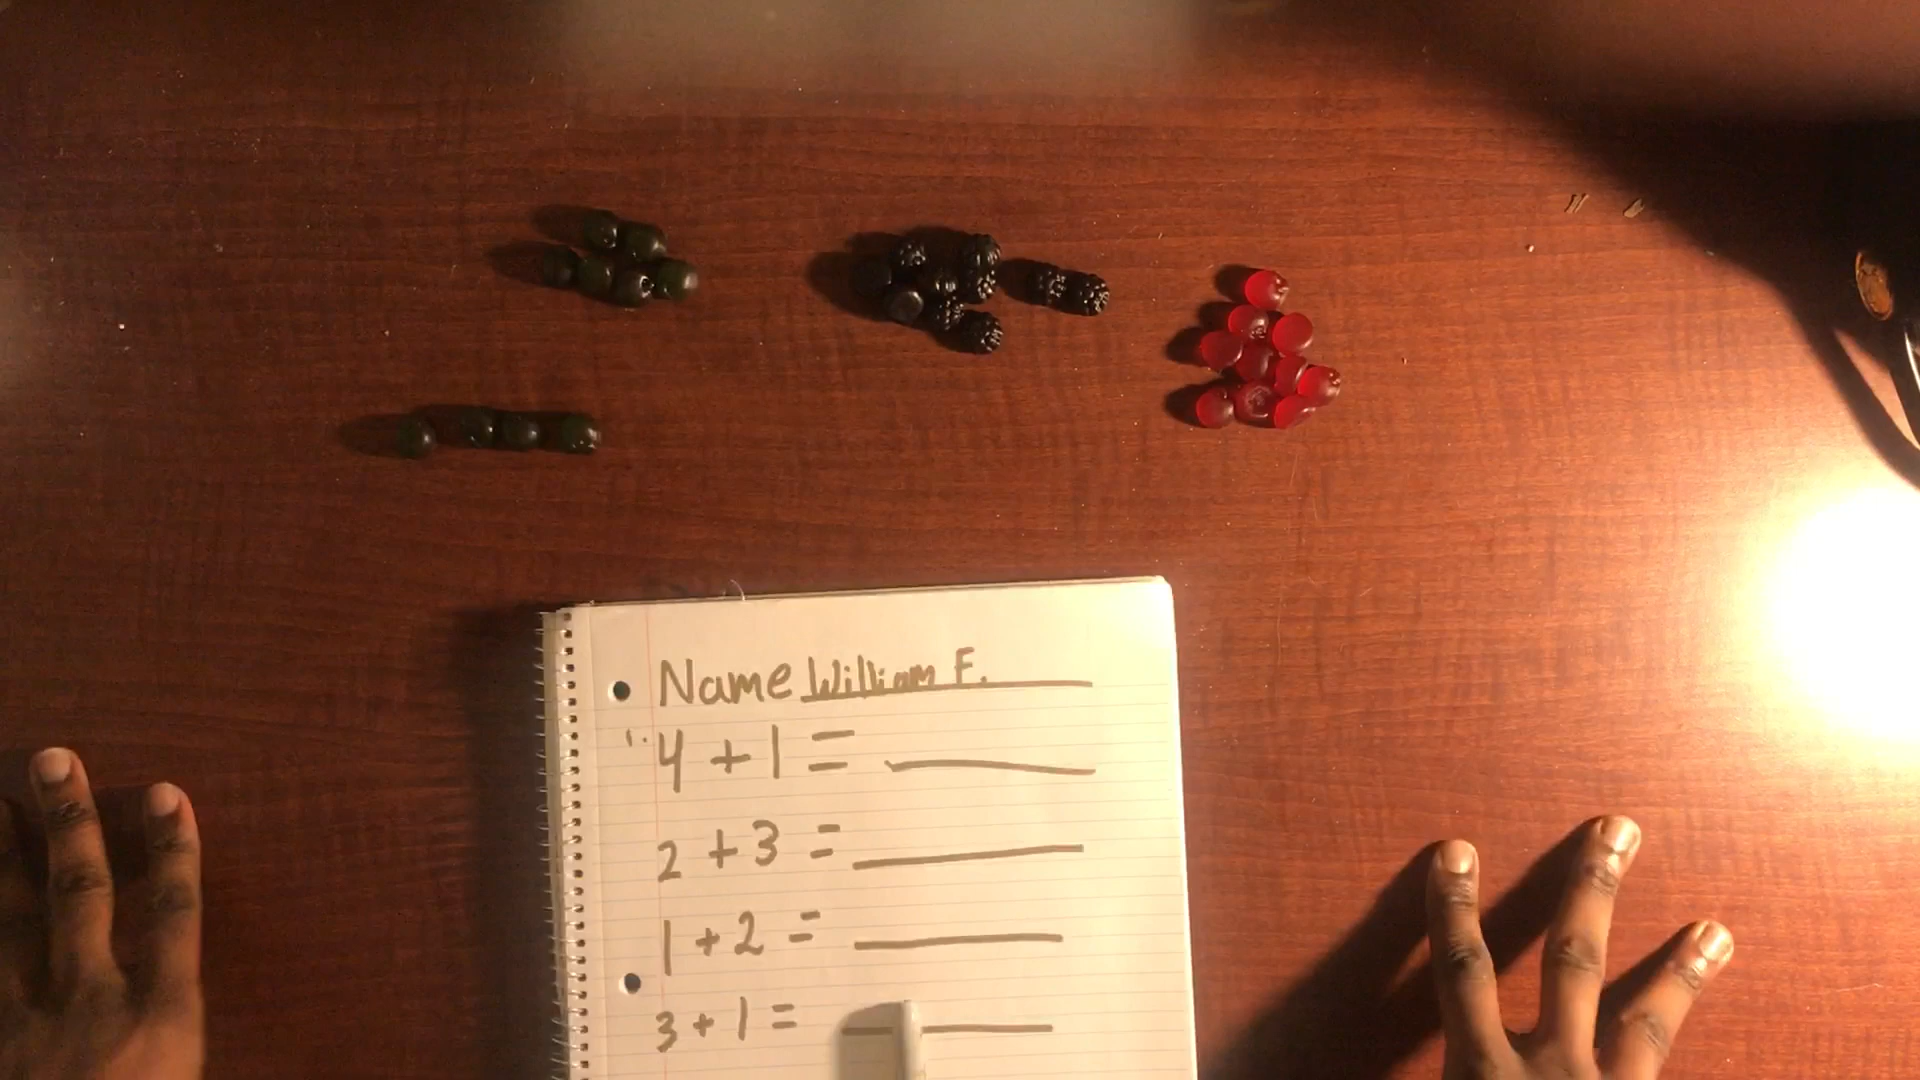 Name William F.
1. 4 + 1 =
2 + 3 =
1 + 2 =
3 + 1 =